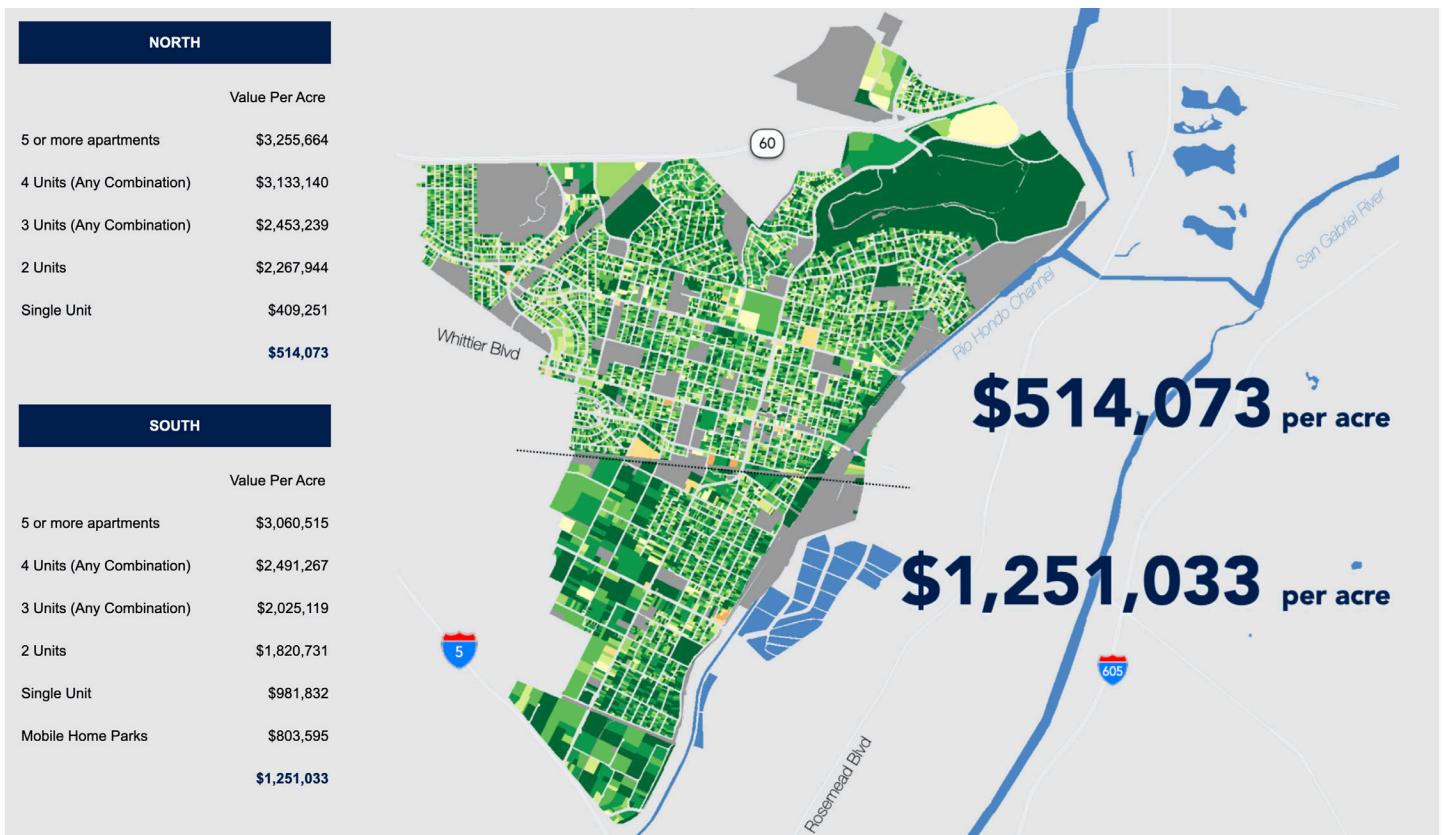 NORTH
Value Per Acre
5 or more apartments $3,255,664
4 Units (Any Combination) $3,133,140
3 Units (Any Combination) $2,453,239
2 Units $2,267,944
Single Unit $409,251
$514,073
SOUTH
Value Per Acre
5 or more apartments $3,060,515
4 Units (Any Combination) $2,491,267
3 Units (Any Combination) $2,025,119
2 Units $1,820,731
Single Unit $981,832
Mobile Home Parks $803,595
$1,251,033
60
Whittier Blvd
San Gabriel River
Rio Hondo Channel
$514,073 per acre
$1,251,033 per acre
5
605
Rosemead Blvd